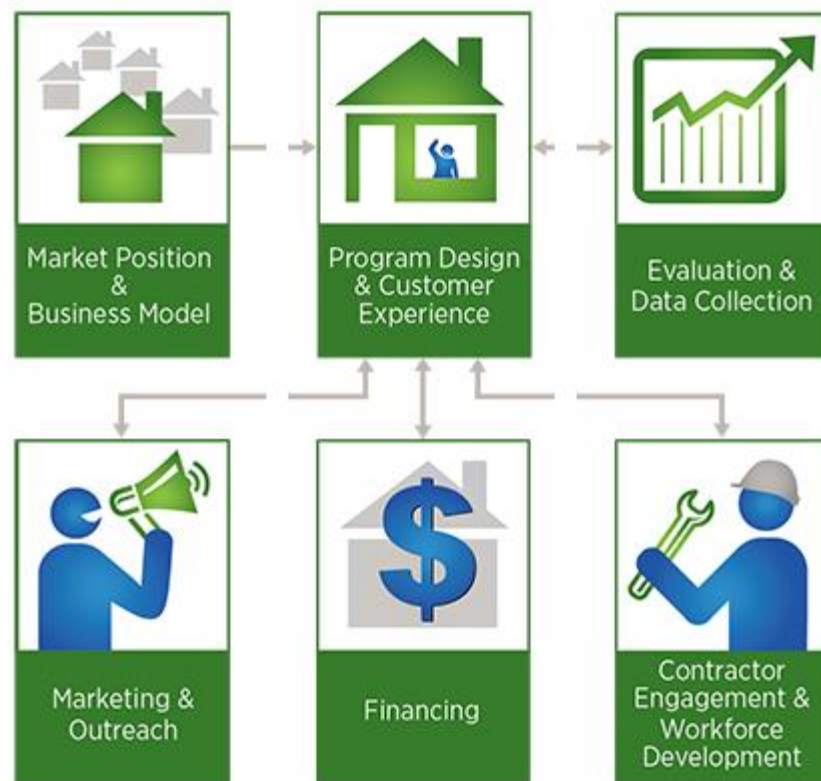 Market Position
&
Business Model
Program Design
& Customer
Experience
Evaluation &
Data Collection
Marketing &
Outreach
$
Financing
Contractor
Engagement &
Workforce
Development